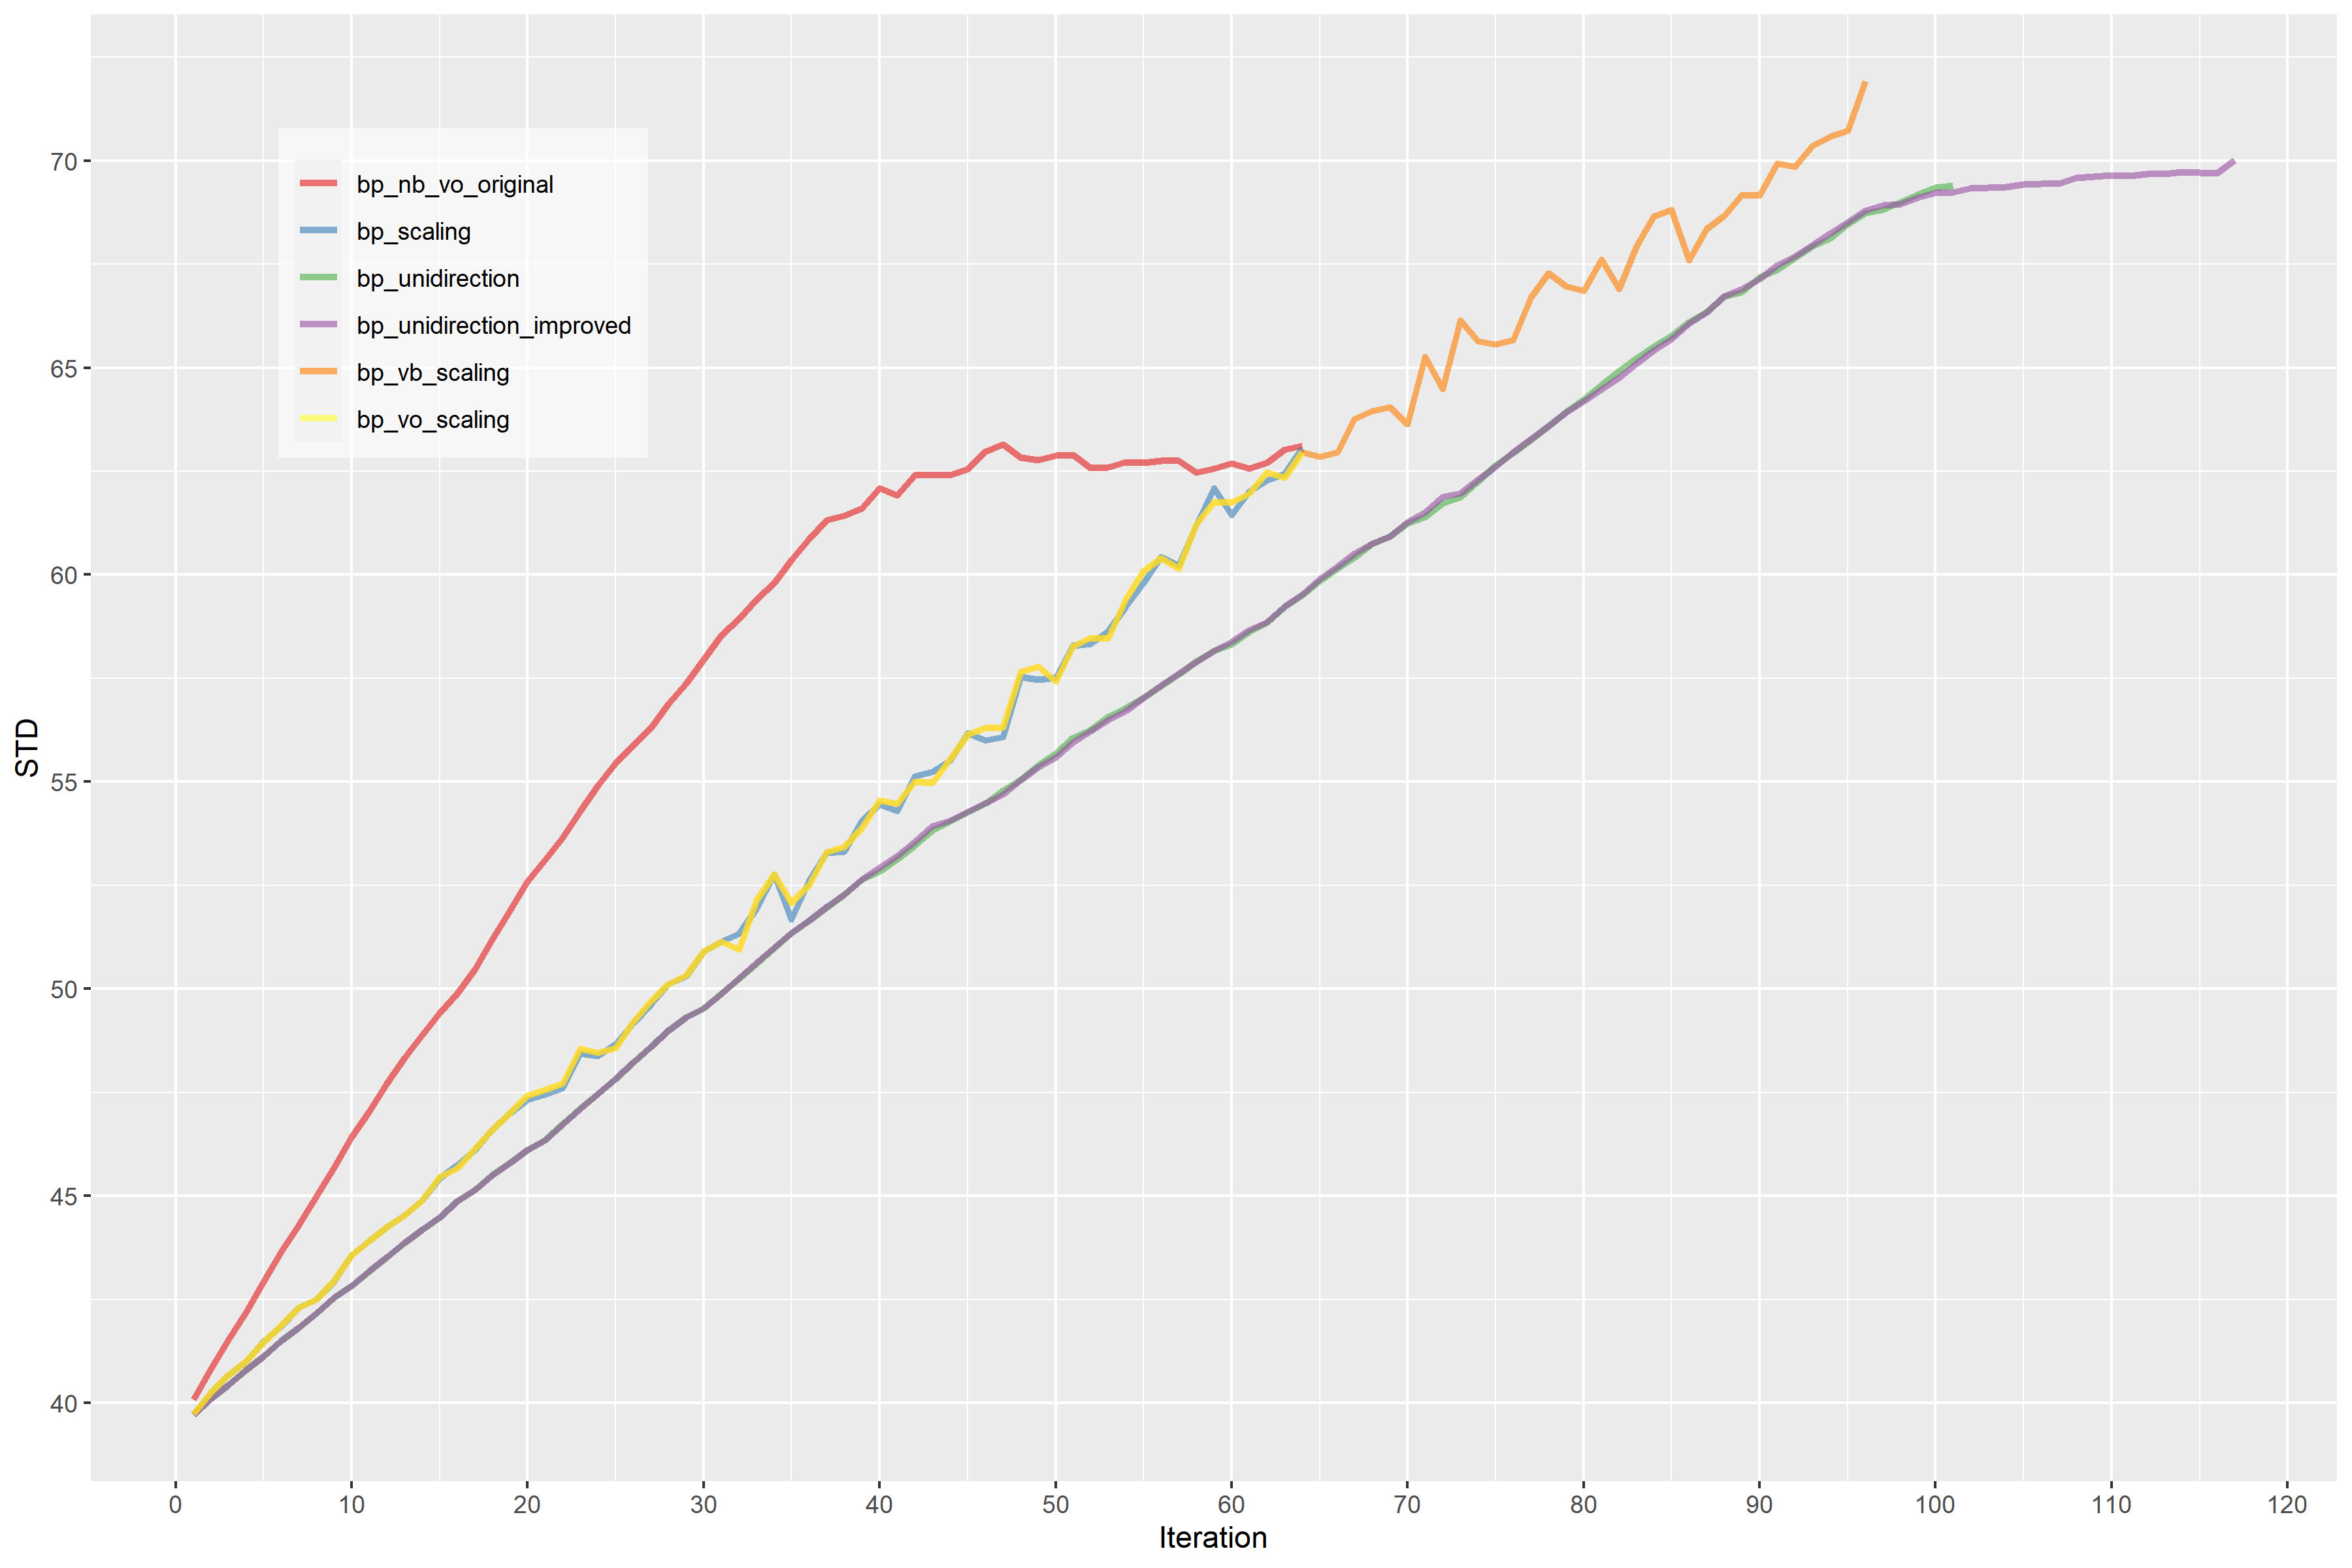 bp_nb_vo_original
bp_scaling
bp_unidirection
bp_unidirection_improved
bp_vb_scaling
bp_vo_scaling
STD
70
65
60
55
50
45
40
0 10 20 30 40 50 60 70 80 90 100 110 120
Iteration